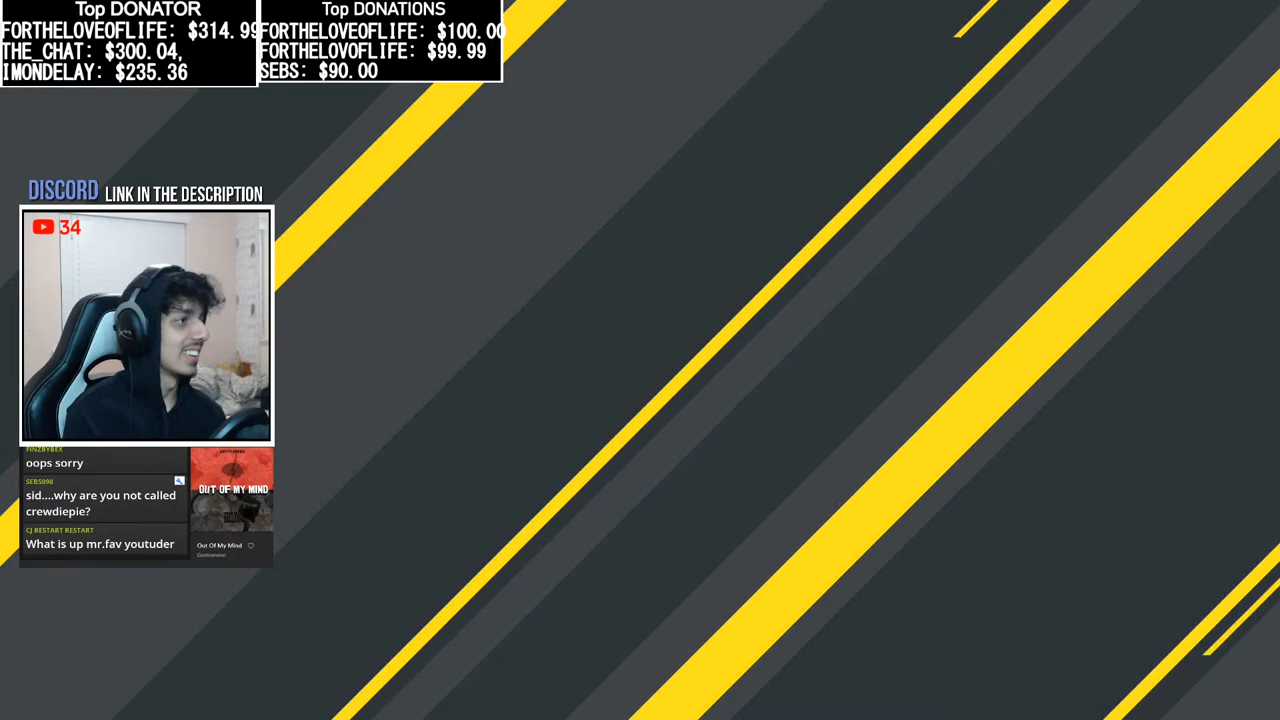 Top DONATOR
FORTHELOVEOFLIFE: $314.99
THE_CHAT: $300.04,
IMONDELAY: $235.36
Top DONATIONS
FORTHELOVEOFLIFE: $100.00
FORTHELOVOFLIFE: $99.99
SEBS: $90.00
DISCORD LINK IN THE DESCRIPTION
34
FINZBYBEX
oops sorry
SEBS098
sid....why are you not called
crewdiepie?
CJ RESTART RESTART
What is up mr.fav youtuder
OUT OF MY MIND
Out Of My Mind